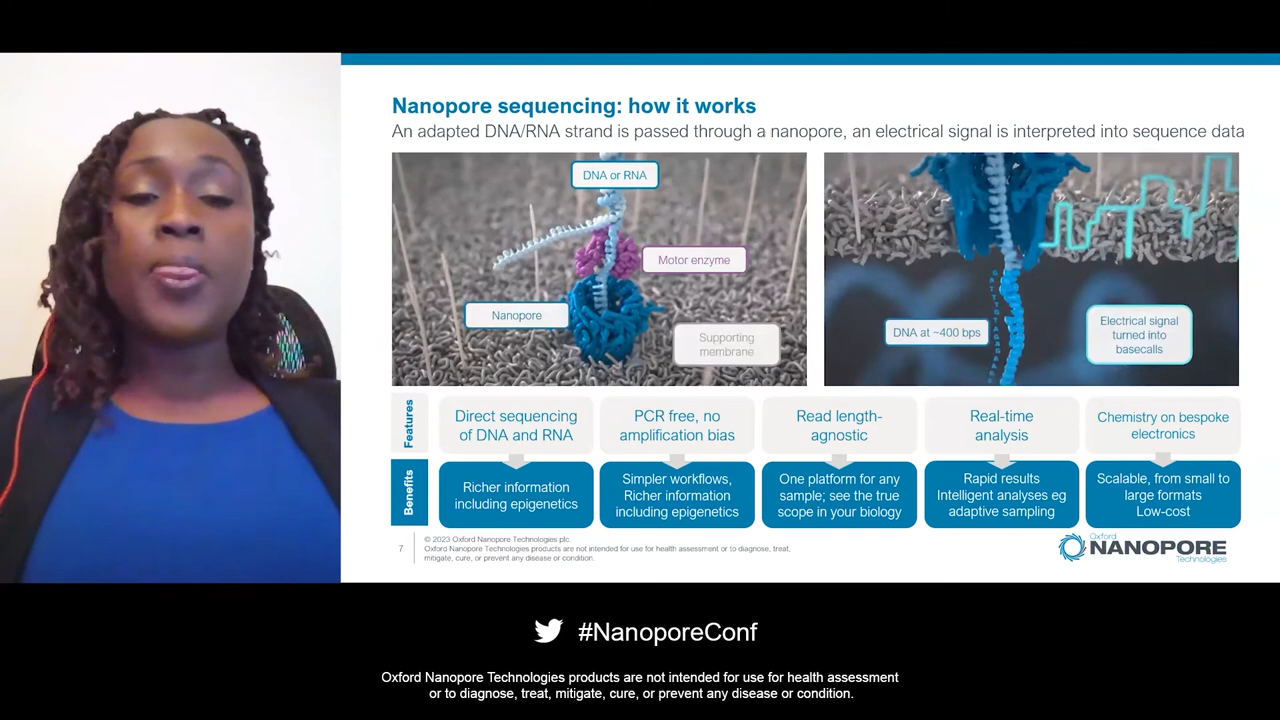 Nanopore sequencing: how it works
An adapted DNA/RNA strand is passed through a nanopore, an electrical signal is interpreted into sequence data
DNA or RNA
Motor enzyme
Nanopore
Supporting
membrane
DNA at ~400 bps
Electrical signal
turned into
basecalls
Features
Direct sequencing
of DNA and RNA
PCR free, no
amplification bias
Read length-
agnostic
Real-time
analysis
Chemistry on bespoke
electronics
Benefits
Richer information
including epigenetics
Simpler workflows,
Richer information
including epigenetics
One platform for any
sample; see the true
scope in your biology
Rapid results
Intelligent analyses eg
adaptive sampling
Scalable, from small to
large formats
Low-cost
7
© 2023 Oxford Nanopore Technologies plc.
Oxford Nanopore Technologies products are not intended for use for health assessment or to diagnose, treat,
mitigate, cure, or prevent any disease or condition.
Oxford
NANOPORE
Technologies
#NanoporeConf
Oxford Nanopore Technologies products are not intended for use for health assessment
or to diagnose, treat, mitigate, cure, or prevent any disease or condition.